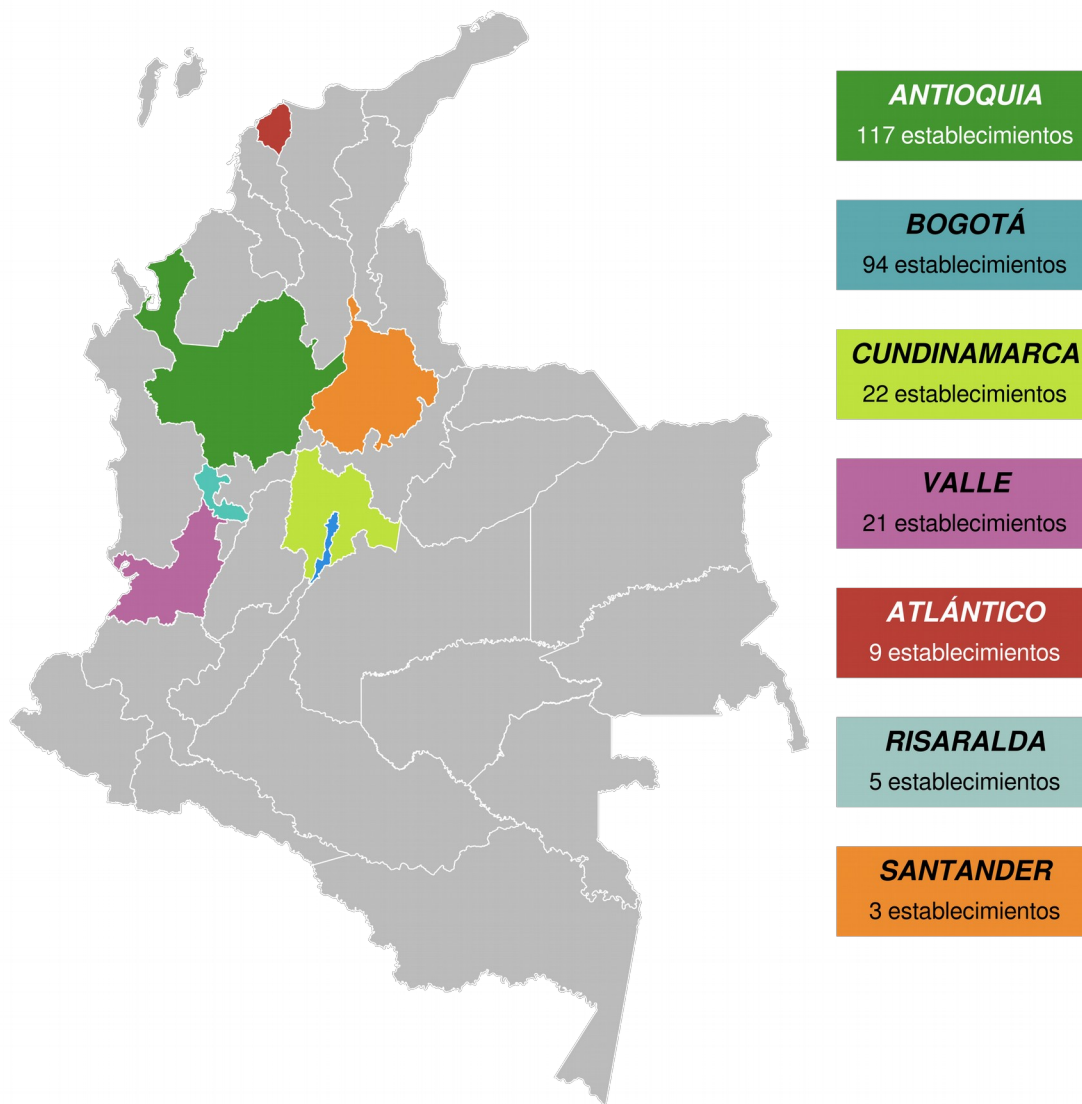 ANTIOQUIA
117 establecimientos
BOGOTÁ
94 establecimientos
CUNDINAMARCA
22 establecimientos
VALLE
21 establecimientos
ATLÁNTICO
9 establecimientos
RISARALDA
5 establecimientos
SANTANDER
3 establecimientos